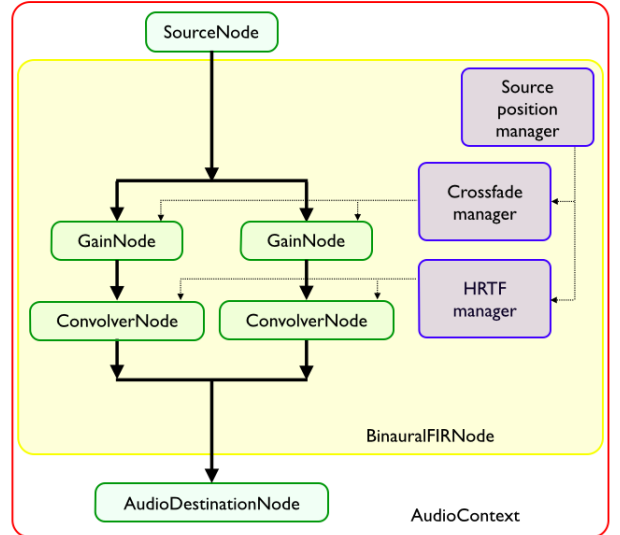 SourceNode
Source
position
manager
Crossfade
manager
GainNode
GainNode
HRTF
manager
ConvolverNode
ConvolverNode
BinauralFIRNode
AudioDestinationNode
AudioContext